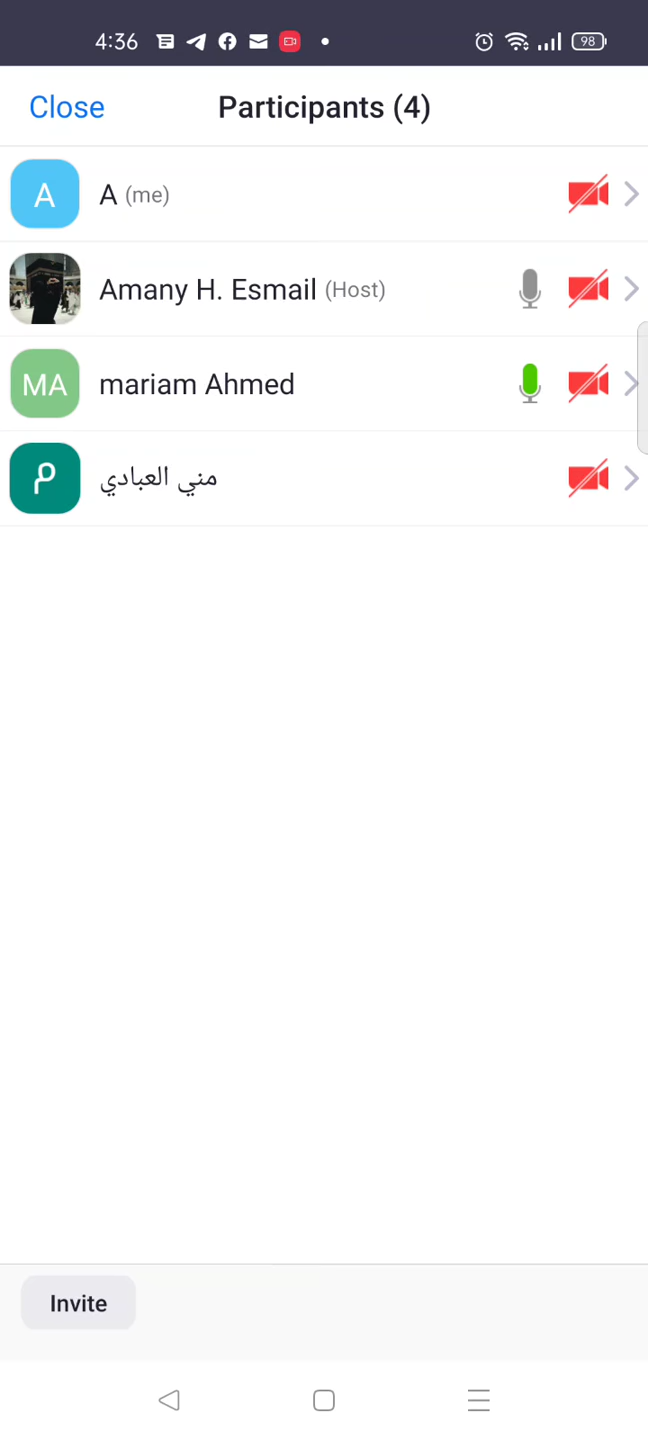 4:36
98
Close
Participants (4)
A
A (me)
Amany H. Esmail (Host)
MA
mariam Ahmed
م
مني العبادي
Invite